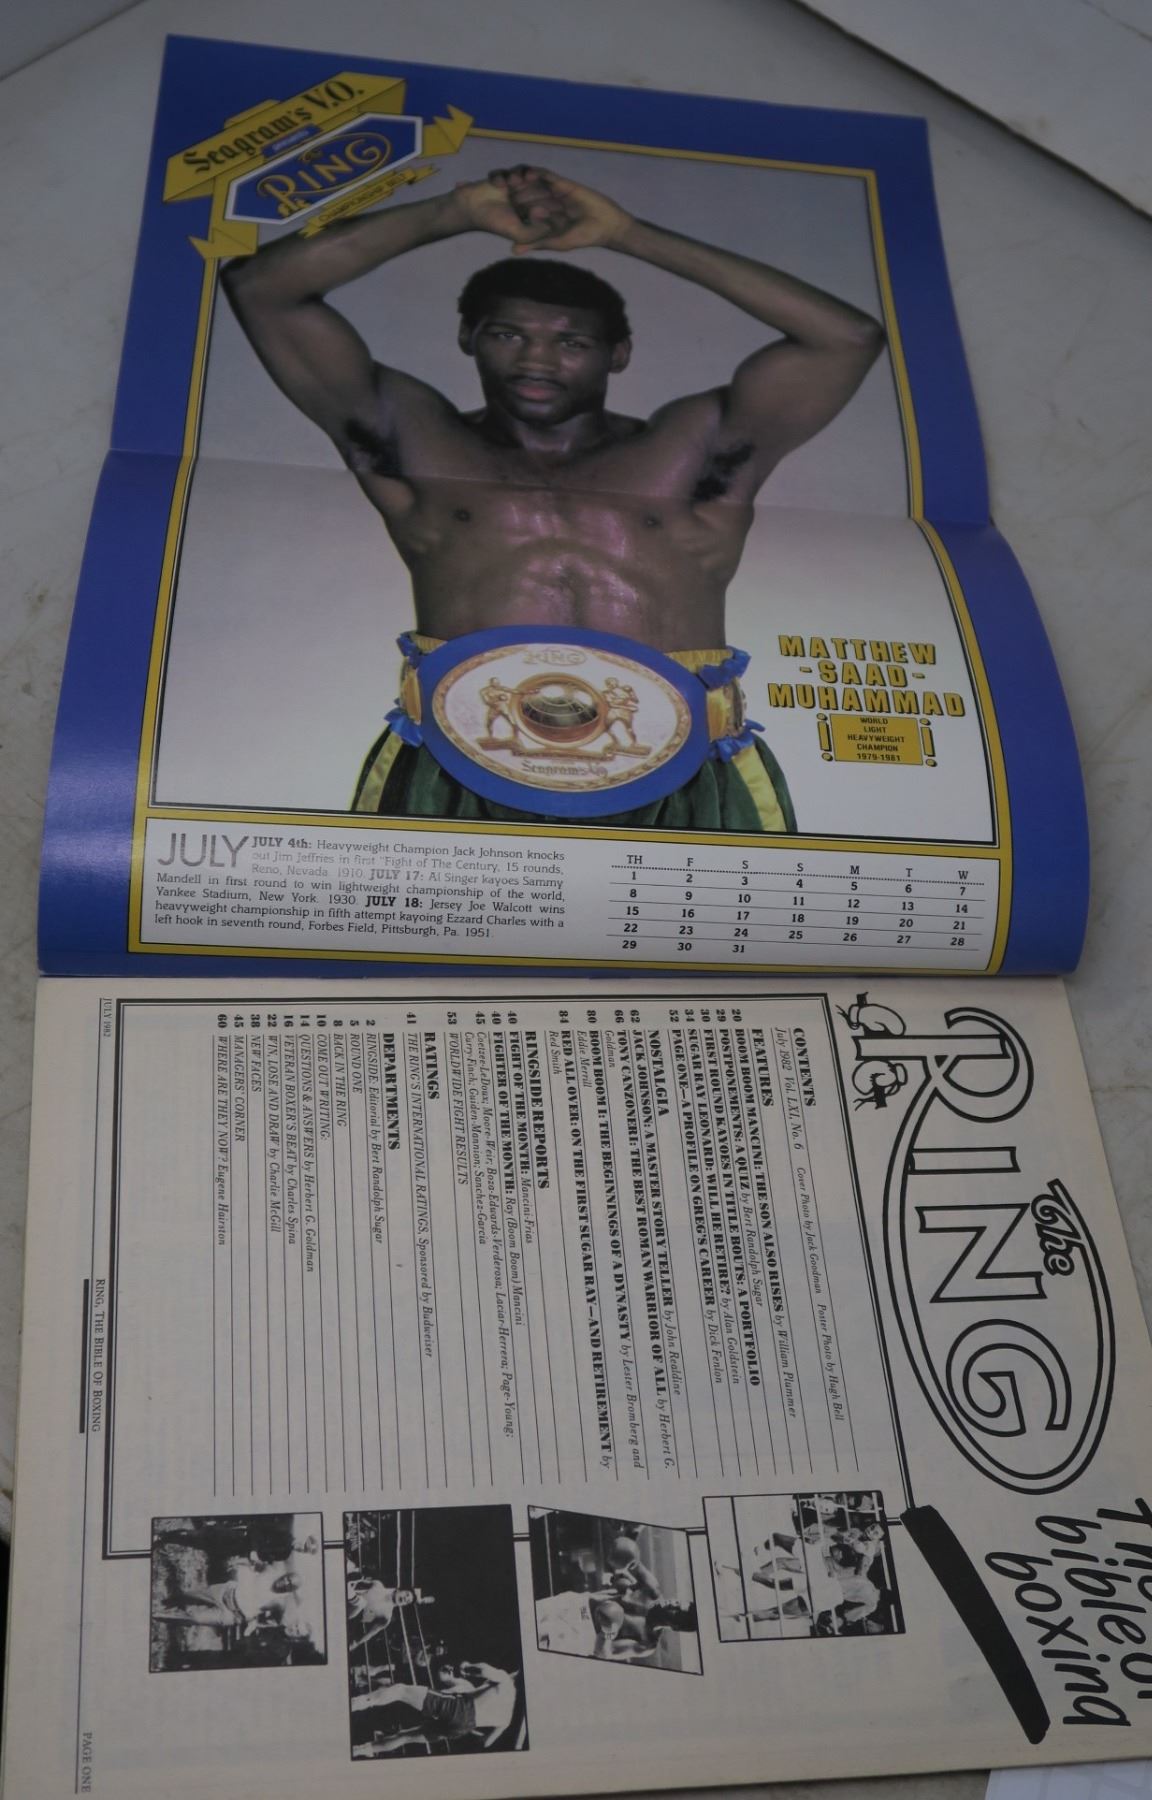 Seagram's V.O.
presents
The
RING
Championship Belt
MATTHEW
-SAAD-
MUHAMMAD
WORLD
LIGHT
HEAVYWEIGHT
CHAMPION
1979-1981
RING
Seagram's VO
JULY
JULY 4th: Heavyweight Champion Jack Johnson knocks
out Jim Jeffries in first "Fight of The Century, 15 rounds,
Reno, Nevada. 1910. JULY 17: Al Singer kayoes Sammy
Mandell in first round to win lightweight championship of the world,
Yankee Stadium, New York. 1930. JULY 18: Jersey Joe Walcott wins
heavyweight championship in fifth attempt kayoing Ezzard Charles with a
left hook in seventh round, Forbes Field, Pittsburgh, Pa. 1951.
TH F S S M T W
1 2 3 4 5 6 7
8 9 10 11 12 13 14
15 16 17 18 19 20 21
22 23 24 25 26 27 28
29 30 31
The
RING
bible of
boxing
CONTENTS
July 1982 Vol. LXI, No. 6 Cover Photo by Jack Goodman Poster Photo by Hugh Bell
FEATURES
20 BOOM BOOM MANCINI: THE SON ALSO RISES by William Plummer
29 POSTPONEMENTS: A QUIZ by Bert Randolph Sugar
30 FIRST ROUND KAYOES IN TITLE BOUTS: A PORTFOLIO
34 SUGAR RAY LEONARD: WILL HE RETIRE? by Alan Goldstein
52 PAGE ONE—A PROFILE ON GREG'S CAREER by Dick Fenlon
NOSTALGIA
62 JACK JOHNSON: A MASTER STORY TELLER by John Realdine
66 TONY CANZONERI: THE BEST ROMAN WARRIOR OF ALL by Herbert G.
Goldman
80 BOOM BOOM I: THE BEGINNINGS OF A DYNASTY by Lester Bromberg and
Eddie Merrill
84 RED ALL OVER: ON THE FIRST SUGAR RAY—AND RETIREMENT by
Red Smith
RINGSIDE REPORTS
40 FIGHT OF THE MONTH: Mancini-Frias
40 FIGHTER OF THE MONTH: Ray (Boom Boom) Mancini
45 Coetzee-LeDoux; Moore-Weir; Boza-Edwards-Verderosa; Laciar-Herrera; Page-Young;
Curry-Finch, Gaiden-Mannion; Sanchez-Garcia
53 WORLDWIDE FIGHT RESULTS
RATINGS
41 THE RING'S INTERNATIONAL RATINGS, Sponsored by Budweiser
DEPARTMENTS
2 RINGSIDE: Editorial by Bert Randolph Sugar
5 ROUND ONE
8 BACK IN THE RING
10 COME OUT WRITING
14 QUESTIONS & ANSWERS by Herbert G. Goldman
16 VETERAN BOXER'S BEAT by Charles Spina
22 WIN, LOSE AND DRAW by Charlie McGill
38 NEW FACES
45 MANAGERS' CORNER
60 WHERE ARE THEY NOW? Eugene Hairston
JULY 1982
RING, THE BIBLE OF BOXING
PAGE ONE